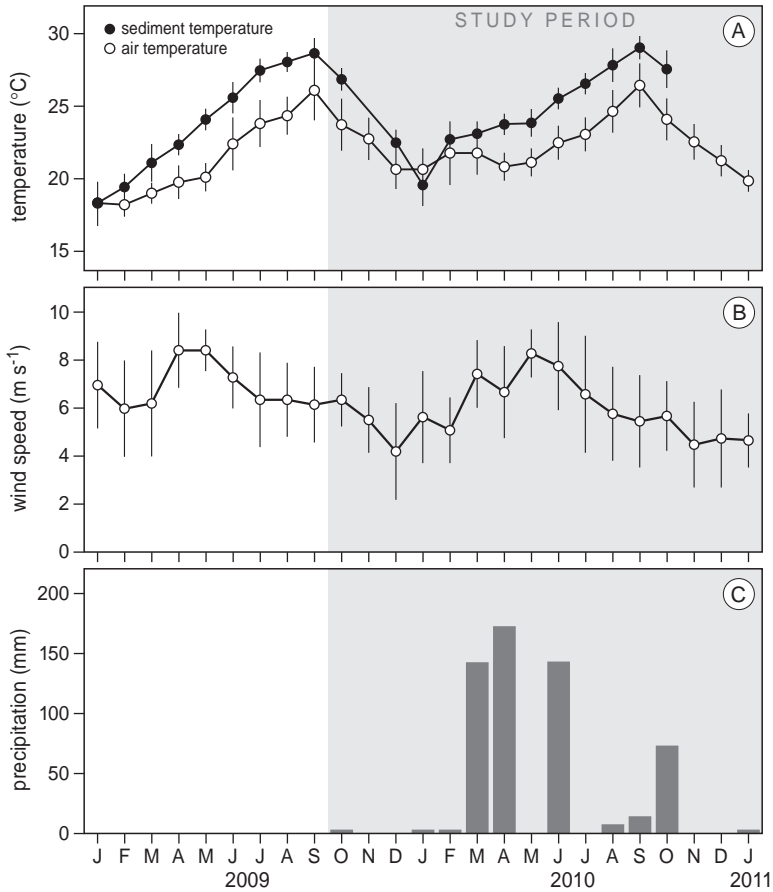 STUDY PERIOD
A
sediment temperature
air temperature
30
25
20
15
temperature (°C)
B
10
8
6
4
2
0
wind speed (m s-1)
C
200
150
100
50
0
precipitation (mm)
J F M A M J J A S O N D J F M A M J J A S O N D J
2009 2010 2011